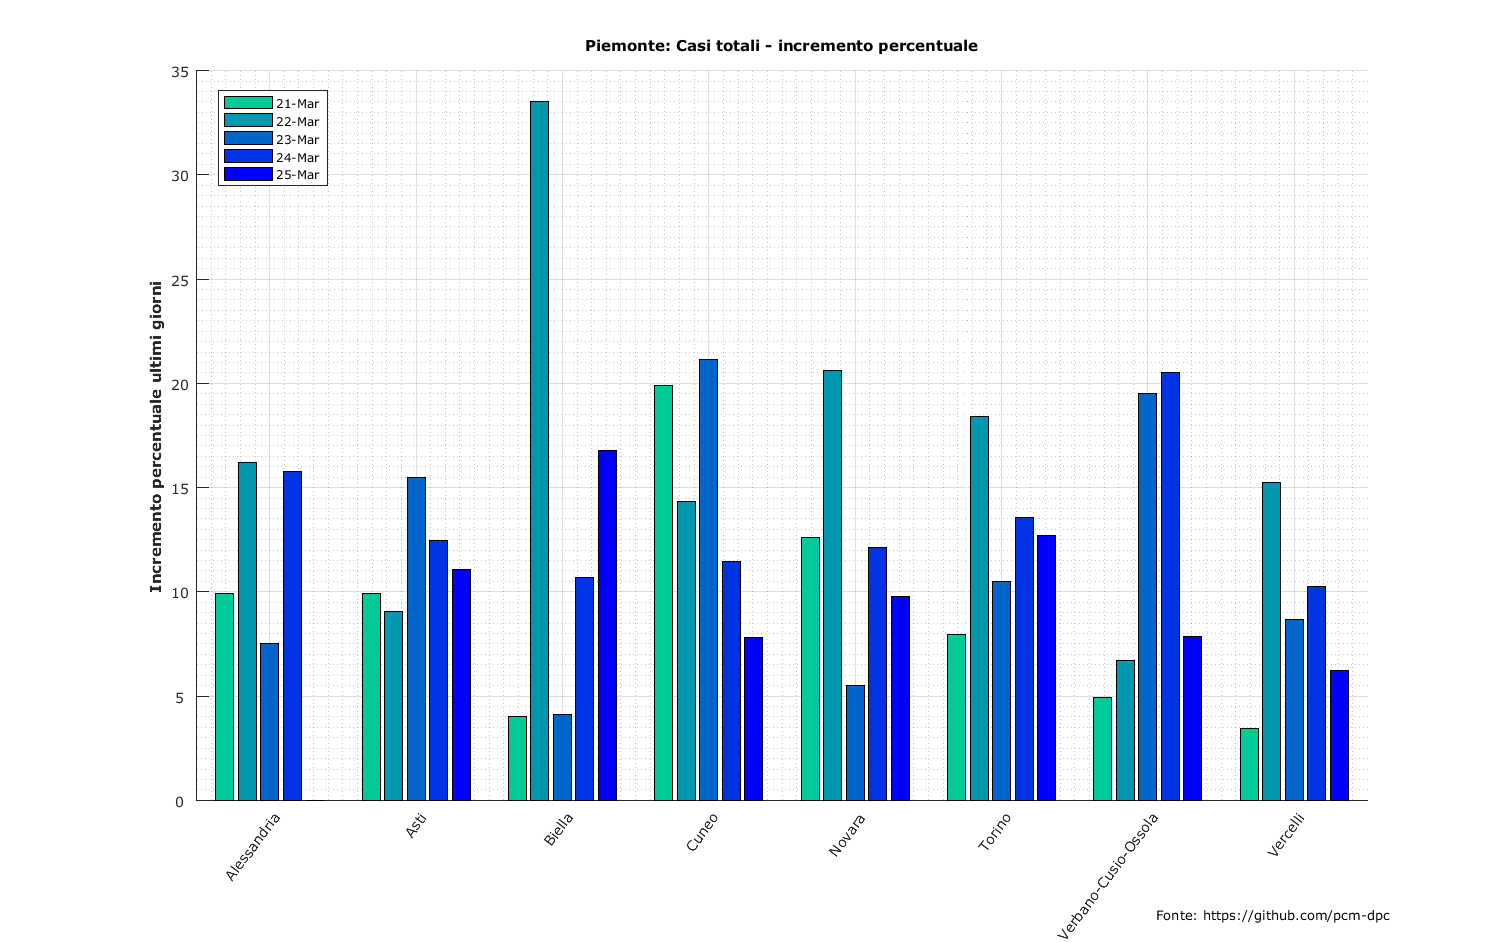 Piemonte: Casi totali - incremento percentuale
35
30
25
20
15
10
5
0
Incremento percentuale ultimi giorni
21-Mar
22-Mar
23-Mar
24-Mar
25-Mar
Alessandria
Asti
Biella
Cuneo
Novara
Torino
Verbano-Cusio-Ossola
Vercelli
Fonte: https://github.com/pcm-dpc